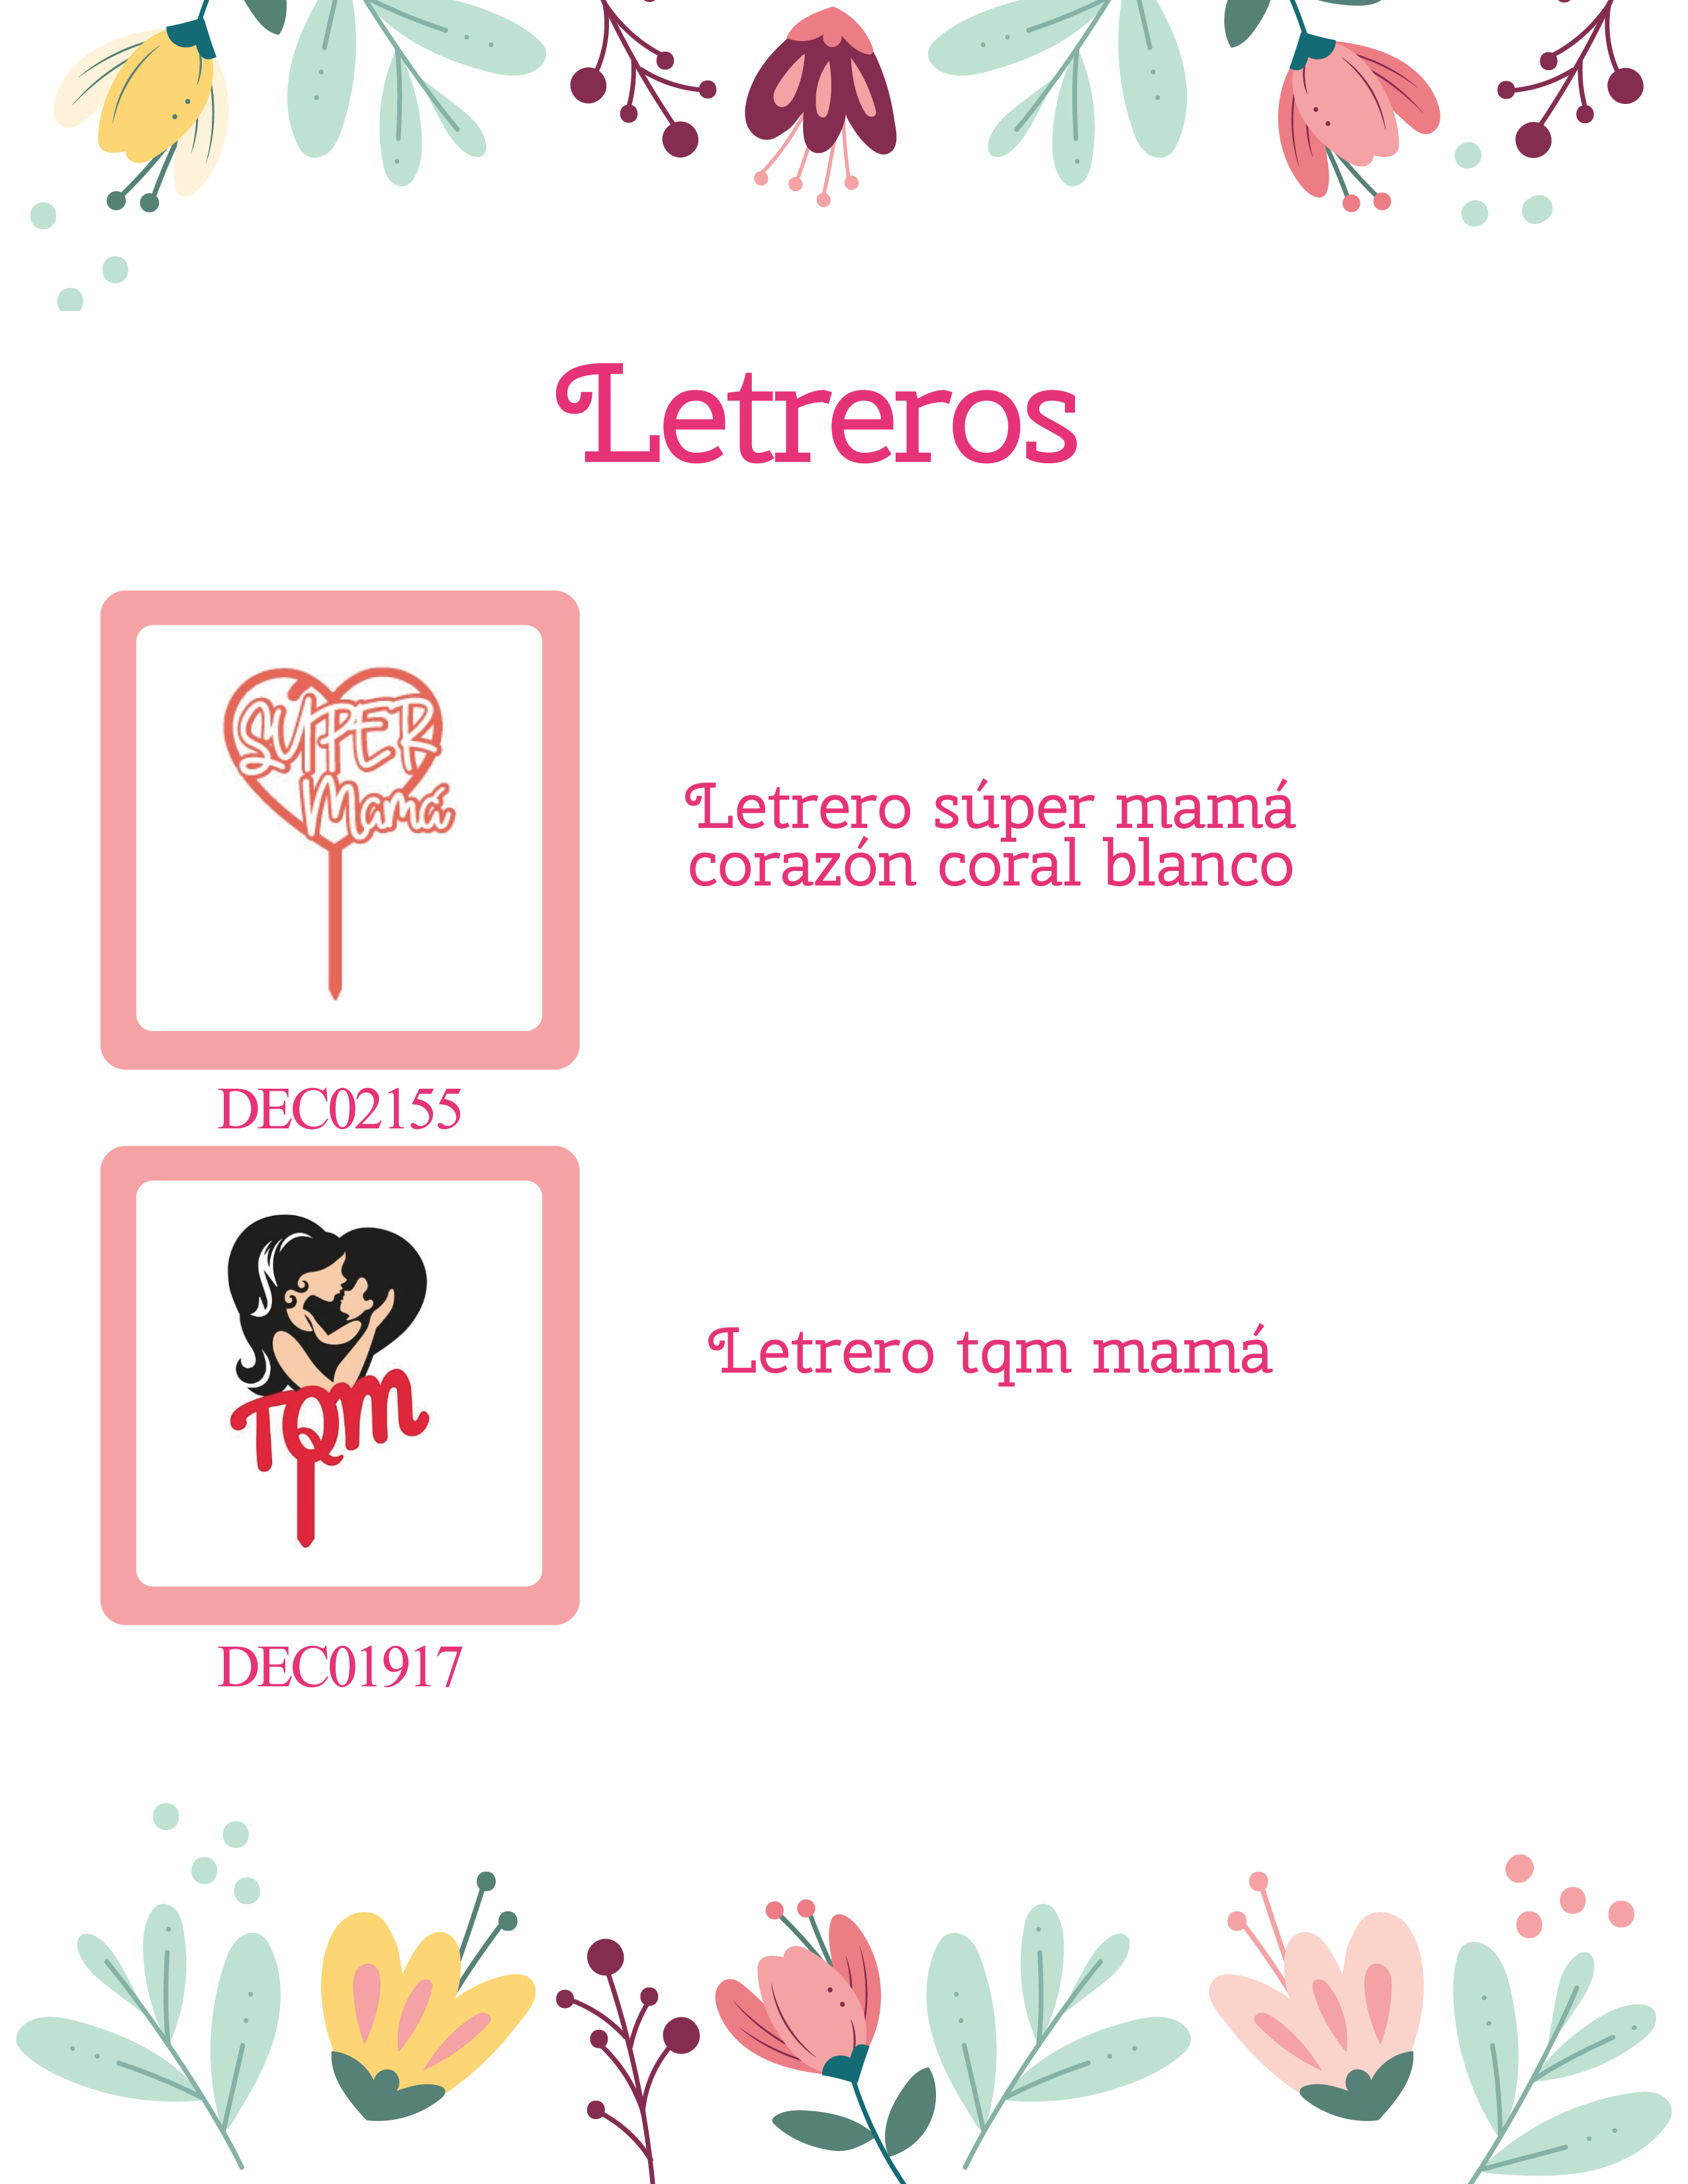 Letreros
SÚPER
Mamá
Letrero súper mamá
corazón coral blanco
DEC02155
TQM
Letrero tqm mamá
DEC01917